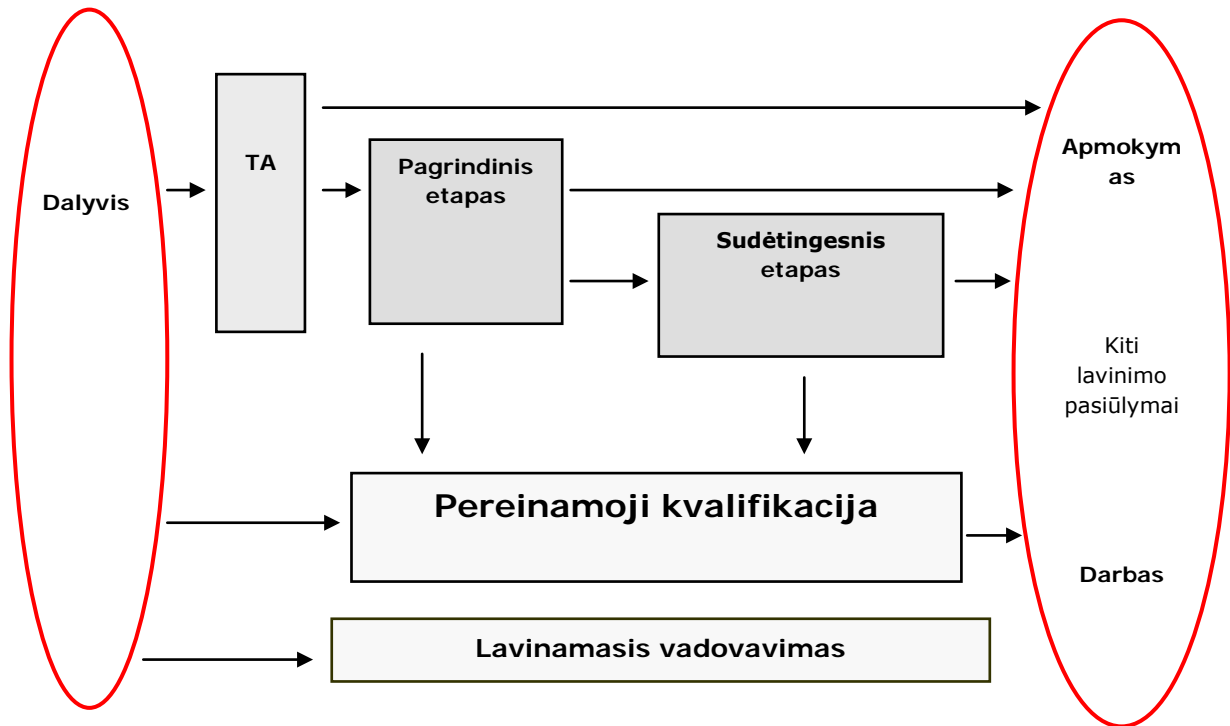 Dalyvis
TA
Pagrindinis
etapas
Sudėtingesnis
etapas
Pereinamoji kvalifikacija
Lavinamasis vadovavimas
Apmokym
as
Kiti
lavinimo
pasiūlymai
Darbas